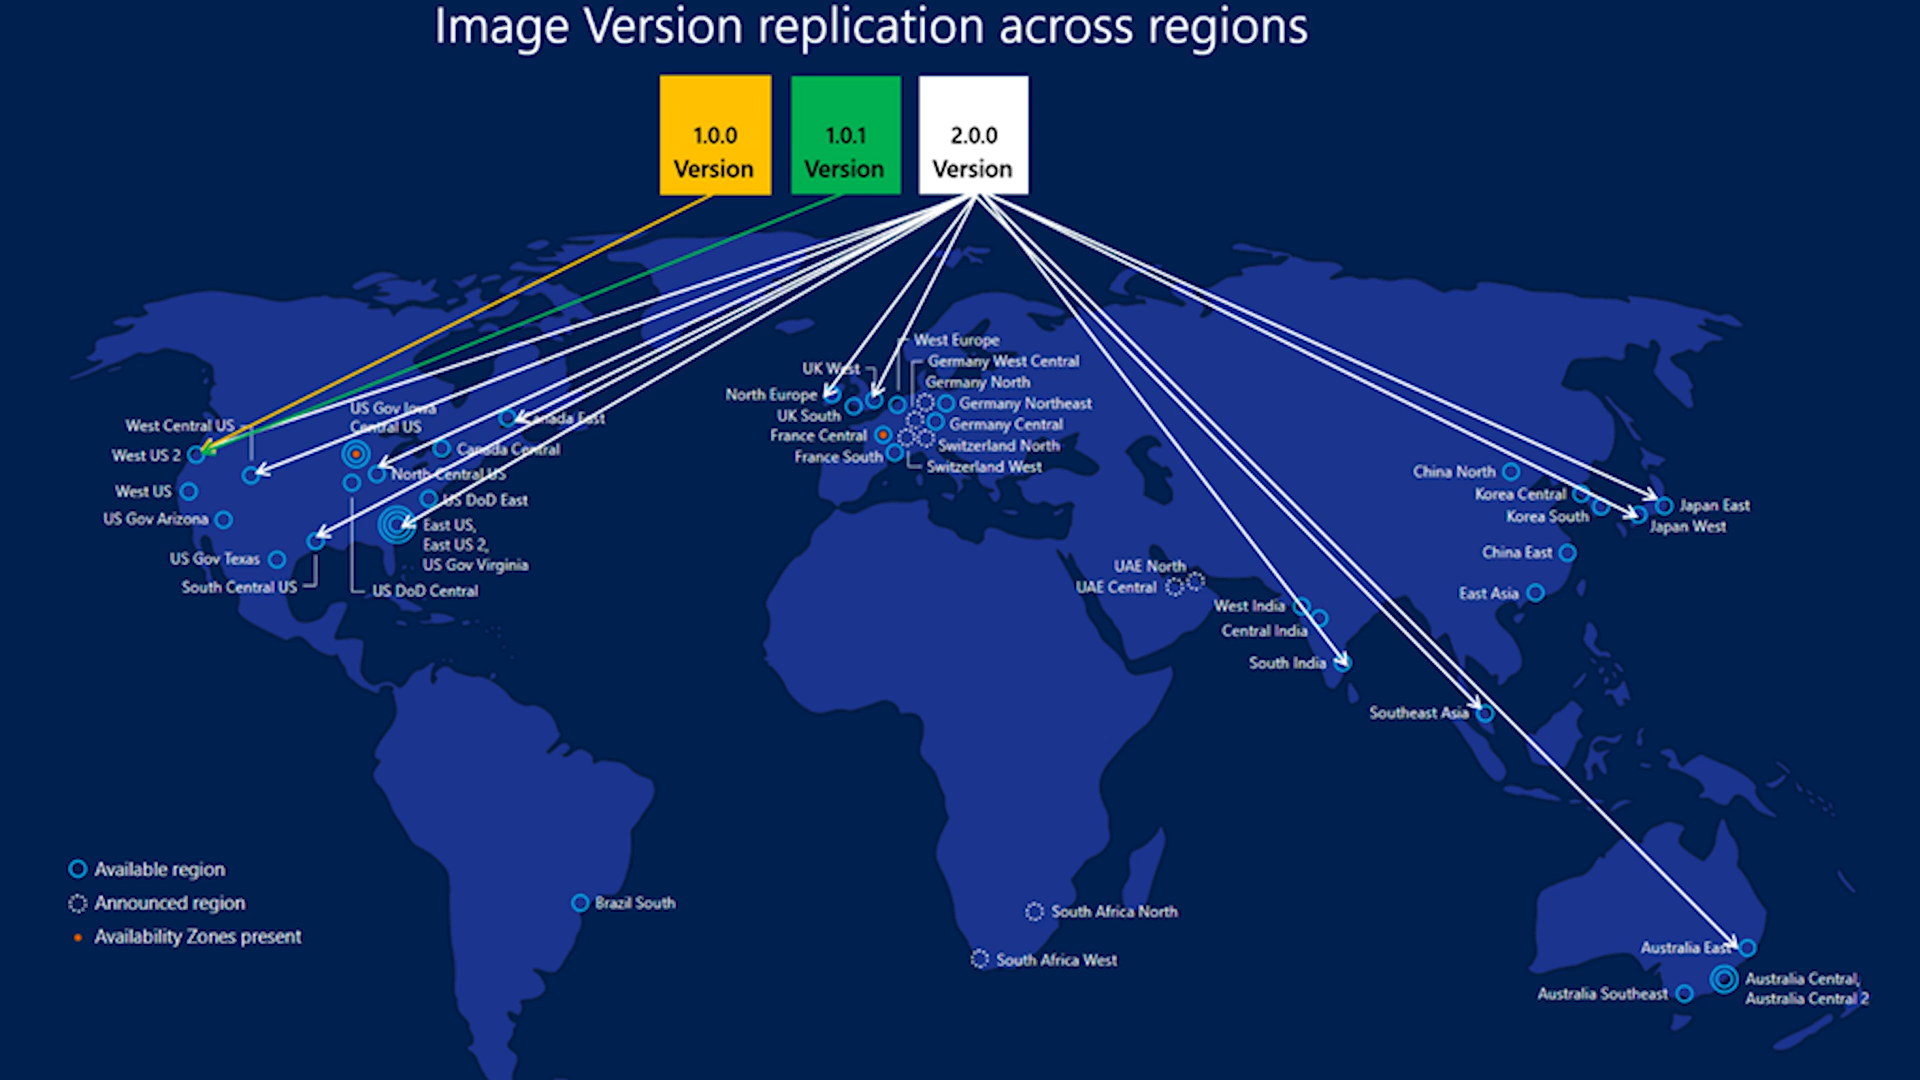 Image Version replication across regions
1.0.0
Version
1.0.1
Version
2.0.0
Version
West Central US
West US 2
West US
US Gov Arizona
US Gov Texas
South Central US
US Gov Iowa
Central US
Canada East
Canada Central
North Central US
US DoD East
East US,
East US 2,
US Gov Virginia
US DoD Central
West Europe
Germany West Central
UK West
Germany North
North Europe
Germany Northeast
UK South
Germany Central
France Central
Switzerland North
France South
Switzerland West
China North
Korea Central
Korea South
Japan East
Japan West
China East
East Asia
UAE North
UAE Central
West India
Central India
South India
Southeast Asia
Available region
Announced region
Availability Zones present
Brazil South
South Africa North
South Africa West
Australia East
Australia Central,
Australia Central 2
Australia Southeast